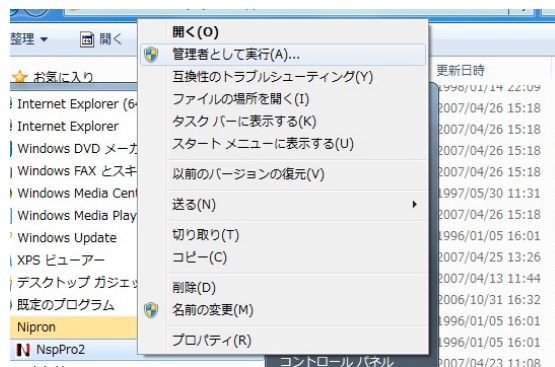 整理 ▼ 開く
お気に入り
Internet Explorer (6
Internet Explorer
Windows DVD メーカ
Windows FAX とスキ
Windows Media Cent
Windows Media Play
Windows Update
XPS ビューアー
デスクトップ ガジェッ
既定のプログラム
Nipron
NspPro2
開く(O)
管理者として実行(A)...
互換性のトラブルシューティング(Y)
ファイルの場所を開く(I)
タスク バーに表示する(K)
スタート メニューに表示する(U)
以前のバージョンの復元(V)
送る(N)
切り取り(T)
コピー(C)
削除(D)
名前の変更(M)
プロパティ(R)
コントロール パネル
更新日時
1998/01/14 22:09
2007/04/26 15:18
2007/04/26 15:18
2007/04/26 15:18
2007/04/26 15:18
1997/05/30 11:31
2007/04/26 15:18
1996/01/05 16:01
2007/04/25 13:26
2007/04/13 11:44
2006/10/31 16:32
1996/01/05 16:01
1996/01/05 16:01
2007/04/23 11:08